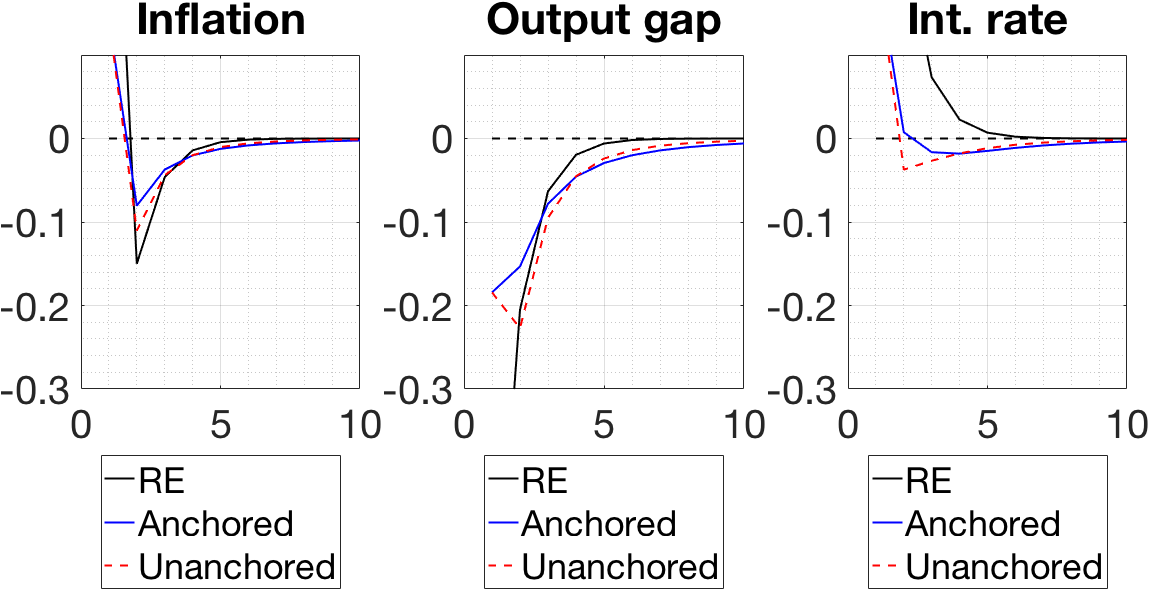 Inflation Output gap Int. rate
0 0 0
-0.1 -0.1 -0.1
-0.2 -0.2 -0.2
-0.3 -0.3 -0.3
0 5 10 0 5 10 0 5 10
RE RE RE
Anchored Anchored Anchored
Unanchored Unanchored Unanchored